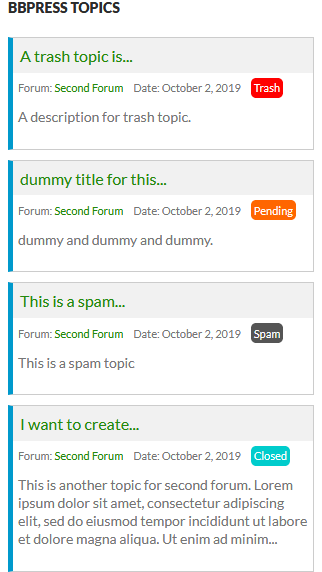 BBPRESS TOPICS
A trash topic is...
Forum: Second Forum Date: October 2, 2019 Trash
A description for trash topic.
dummy title for this...
Forum: Second Forum Date: October 2, 2019 Pending
dummy and dummy and dummy.
This is a spam...
Forum: Second Forum Date: October 2, 2019 Spam
This is a spam topic
I want to create...
Forum: Second Forum Date: October 2, 2019 Closed
This is another topic for second forum. Lorem
ipsum dolor sit amet, consectetur adipiscing
elit, sed do eiusmod tempor incididunt ut labore
et dolore magna aliqua. Ut enim ad minim...